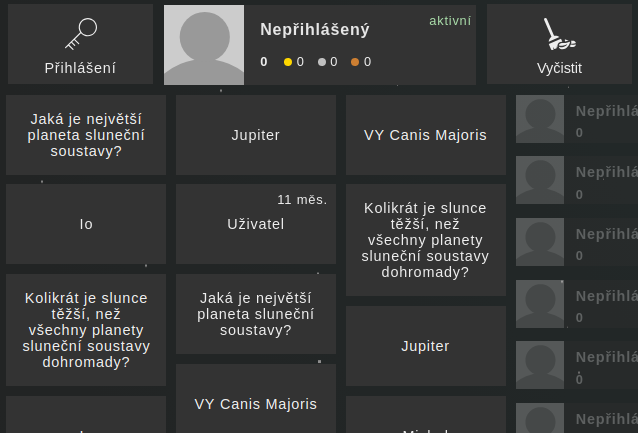 Přihlášení
Nepřihlášený
aktivní
0 0 0 0
Vyčistit
Jaká je největší
planeta sluneční
soustavy?
Jupiter
VY Canis Majoris
Io
11 měs.
Uživatel
Kolikrát je slunce
těžší, než
všechny planety
sluneční soustavy
dohromady?
Kolikrát je slunce
těžší, než
všechny planety
sluneční soustavy
dohromady?
Jaká je největší
planeta sluneční
soustavy?
Jupiter
VY Canis Majoris
Nepřihlá
0
Nepřihlá
0
Nepřihlá
0
Nepřihlá
0
Nepřihlá
0
Nepřihlá